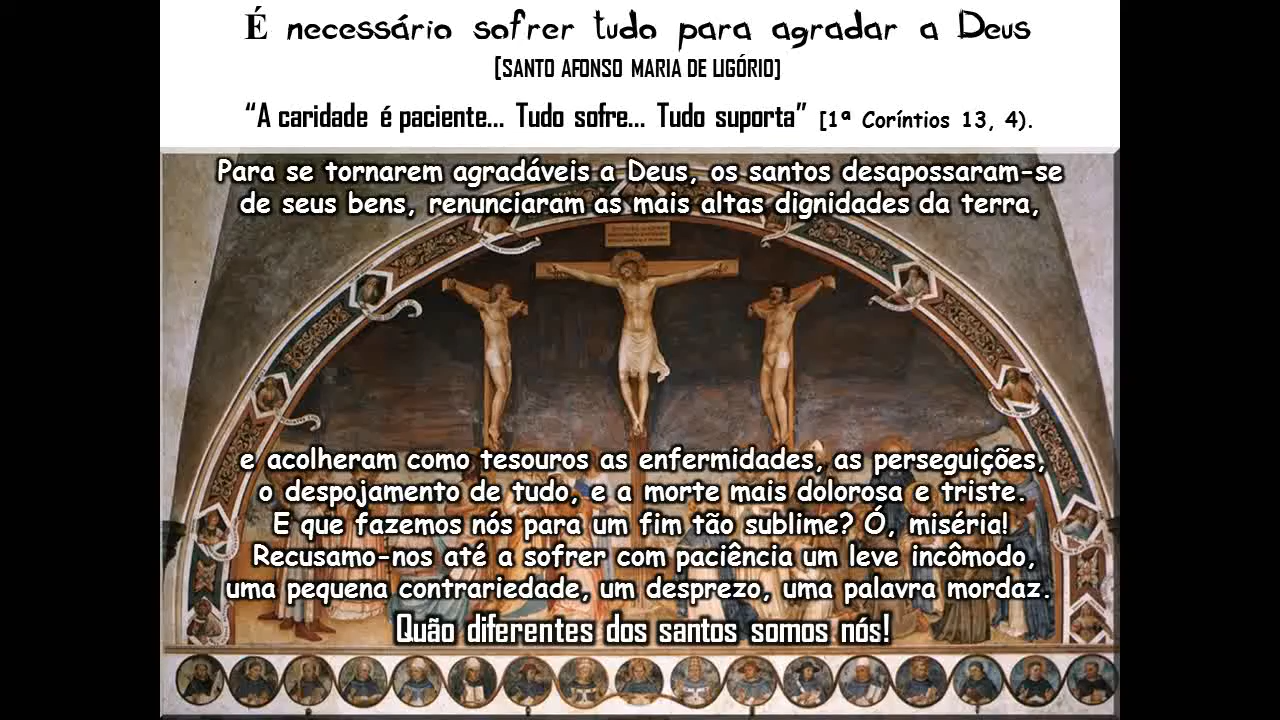 É necessário sofrer tudo para agradar a Deus
[SANTO AFONSO MARIA DE LIGÓRIO]
“A caridade é paciente... Tudo sofre... Tudo suporta” [1ª Coríntios 13, 4).
Para se tornarem agradáveis a Deus, os santos desapossaram-se
de seus bens, renunciaram as mais altas dignidades da terra,
e acolheram como tesouros as enfermidades, as perseguições,
o despojamento de tudo, e a morte mais dolorosa e triste.
E que fazemos nós para um fim tão sublime? Ó, miséria!
Recusamo-nos até a sofrer com paciência um leve incômodo,
uma pequena contrariedade, um desprezo, uma palavra mordaz.
Quão diferentes dos santos somos nós!